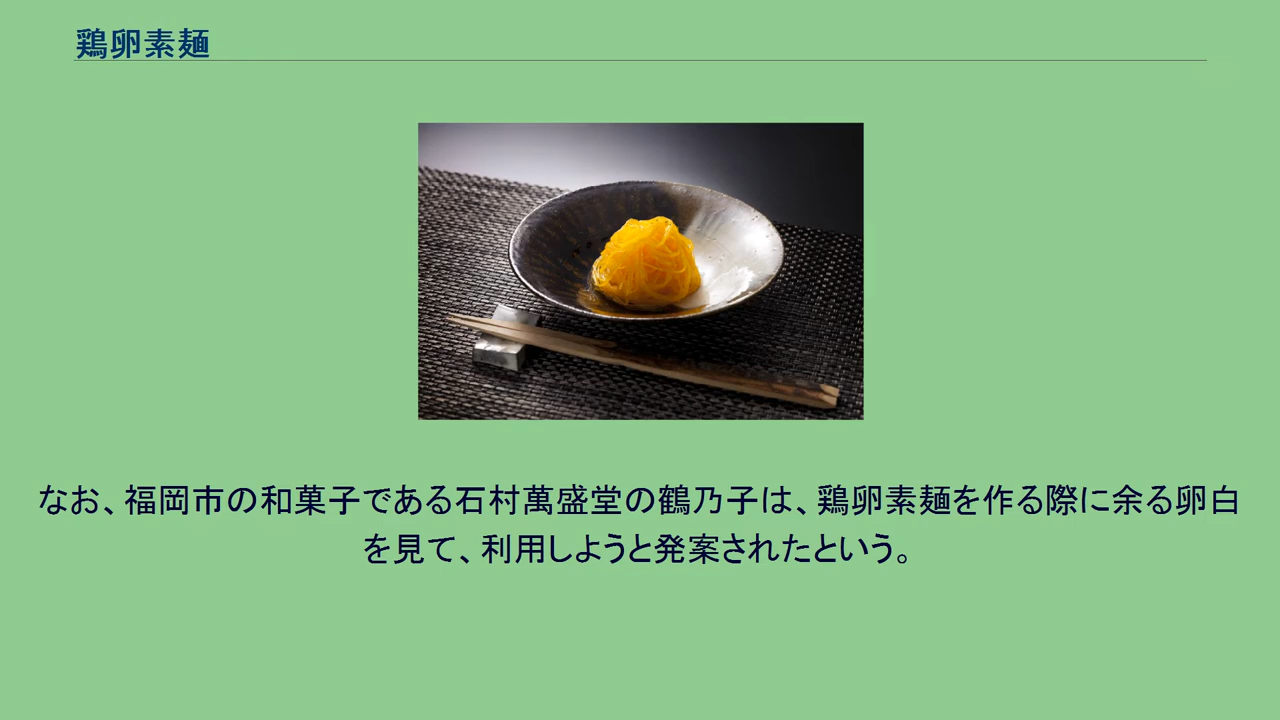 鶏卵素麺
なお、福岡市の和菓子である石村萬盛堂の鶴乃子は、鶏卵素麺を作る際に余る卵白
を見て、利用しようと発案されたという。